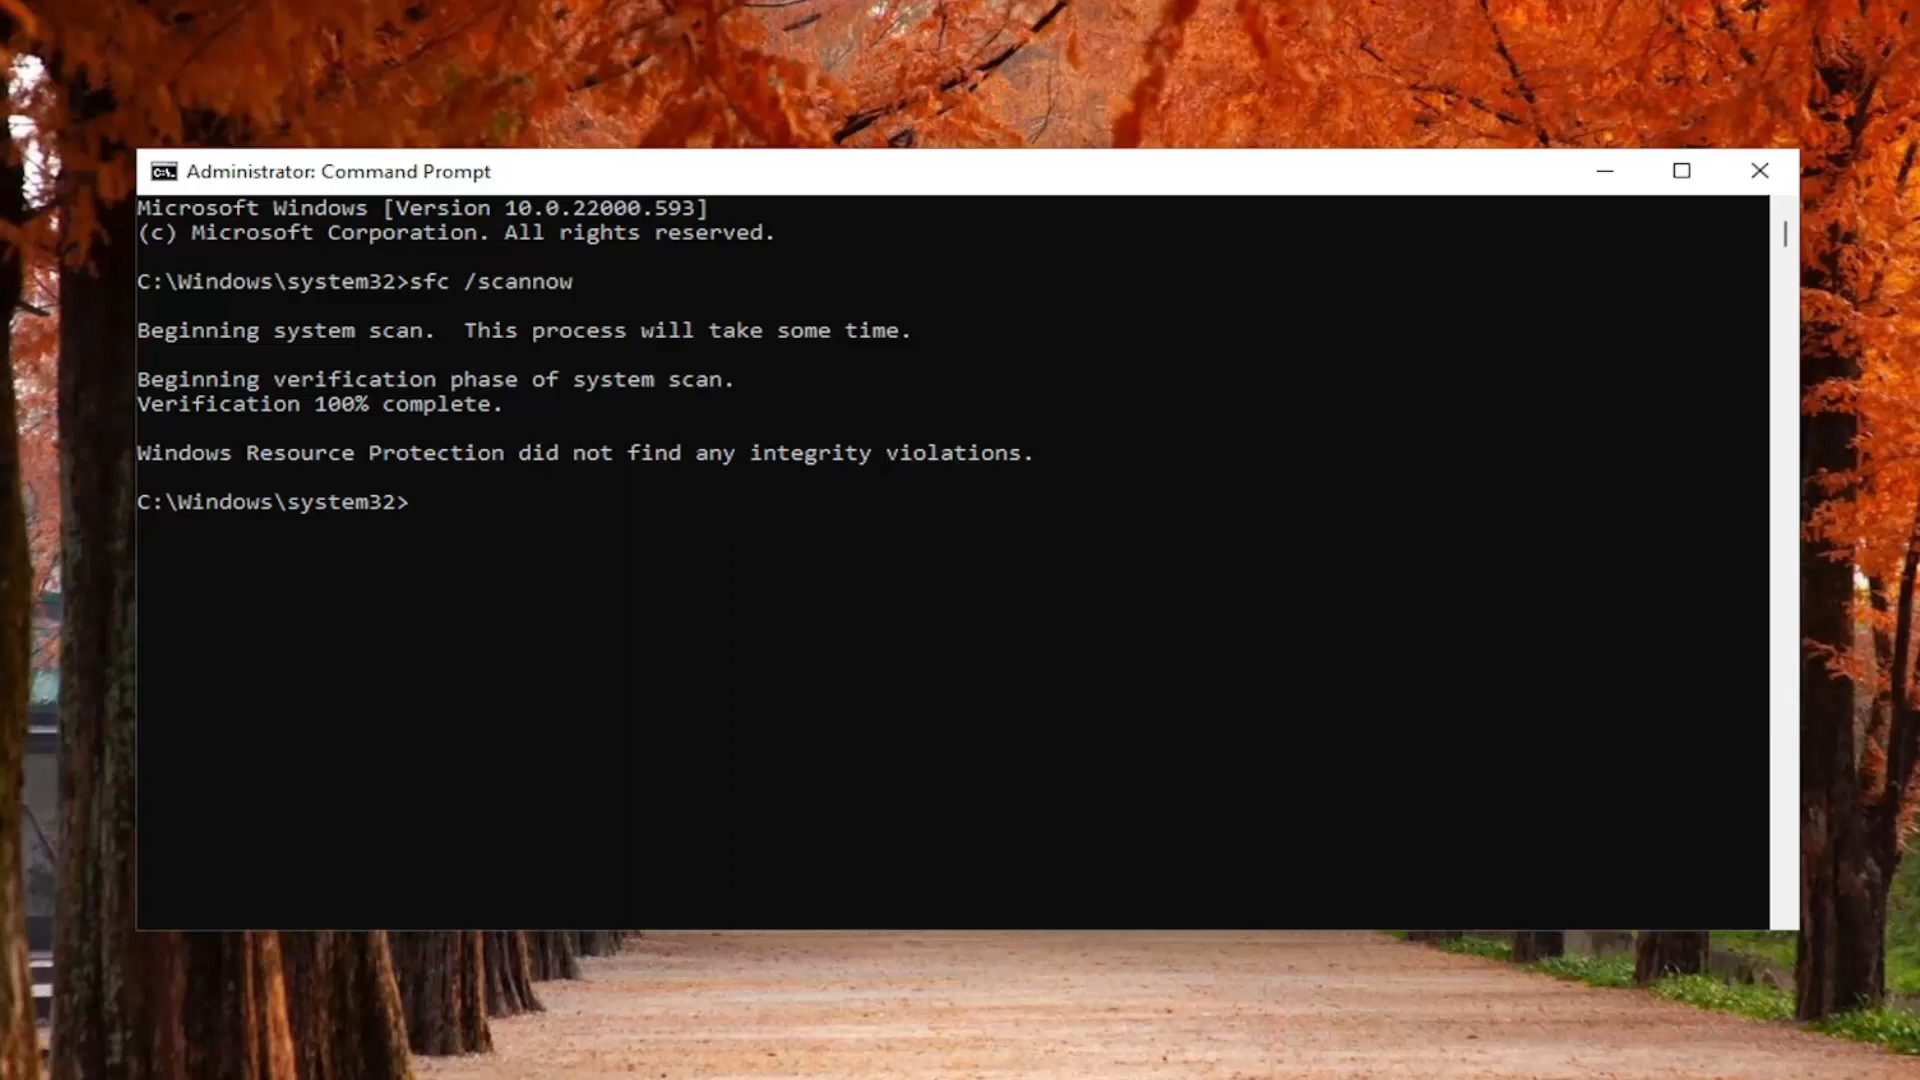 Administrator: Command Prompt
Microsoft Windows [Version 10.0.22000.593]
(c) Microsoft Corporation. All rights reserved.
C:\Windows\system32>sfc /scannow
Beginning system scan.  This process will take some time.
Beginning verification phase of system scan.
Verification 100% complete.
Windows Resource Protection did not find any integrity violations.
C:\Windows\system32>